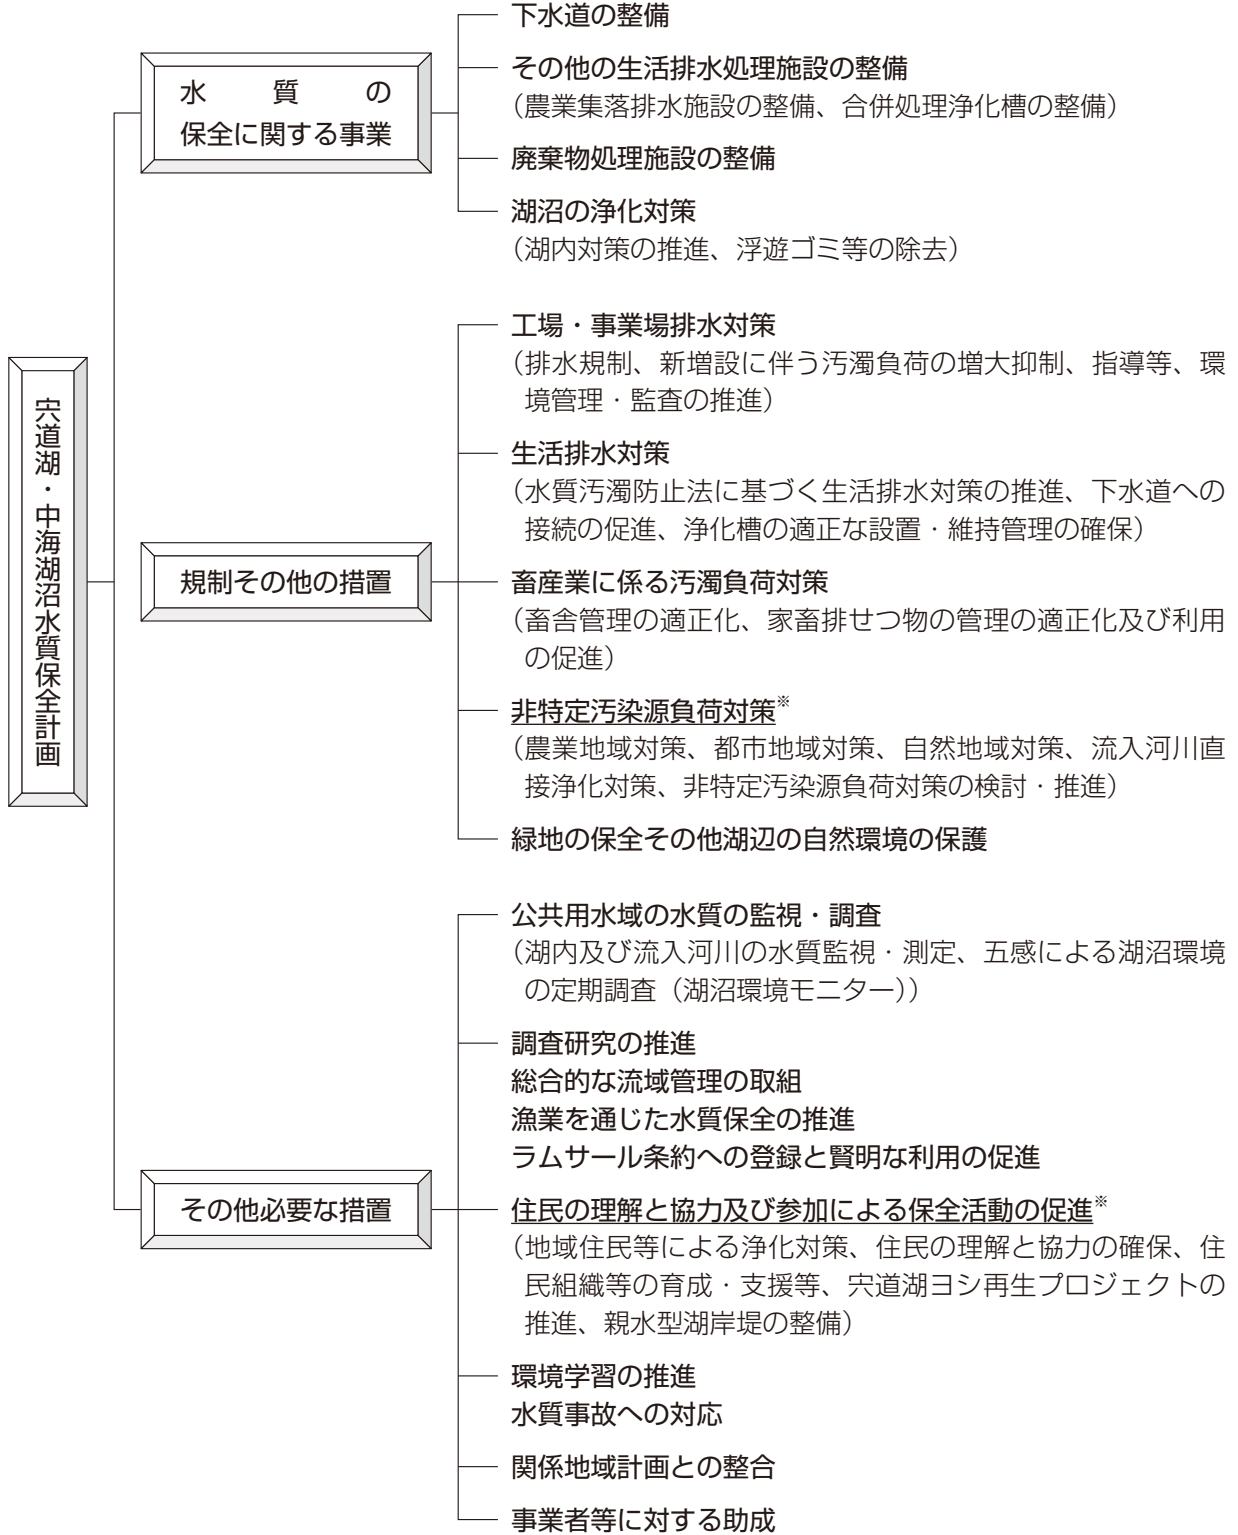 宍道湖・中海湖沼水質保全計画
水質の
保全に関する事業
下水道の整備
その他の生活排水処理施設の整備
（農業集落排水施設の整備、合併処理浄化槽の整備）
廃棄物処理施設の整備
湖沼の浄化対策
（湖内対策の推進、浮遊ゴミ等の除去）
規制その他の措置
工場・事業場排水対策
（排水規制、新増設に伴う汚濁負荷の増大抑制、指導等、環
境管理・監査の推進）
生活排水対策
（水質汚濁防止法に基づく生活排水対策の推進、下水道への
接続の促進、浄化槽の適正な設置・維持管理の確保）
畜産業に係る汚濁負荷対策
（畜舎管理の適正化、家畜排せつ物の管理の適正化及び利用
の促進）
非特定汚染源負荷対策※
（農業地域対策、都市地域対策、自然地域対策、流入河川直
接浄化対策、非特定汚染源負荷対策の検討・推進）
緑地の保全その他湖辺の自然環境の保護
その他必要な措置
公共用水域の水質の監視・調査
（湖内及び流入河川の水質監視・測定、五感による湖沼環境
の定期調査（湖沼環境モニター））
調査研究の推進
総合的な流域管理の取組
漁業を通じた水質保全の推進
ラムサール条約への登録と賢明な利用の促進
住民の理解と協力及び参加による保全活動の促進※
（地域住民等による浄化対策、住民の理解と協力の確保、住
民組織等の育成・支援等、宍道湖ヨシ再生プロジェクトの
推進、親水型湖岸堤の整備）
環境学習の推進
水質事故への対応
関係地域計画との整合
事業者等に対する助成